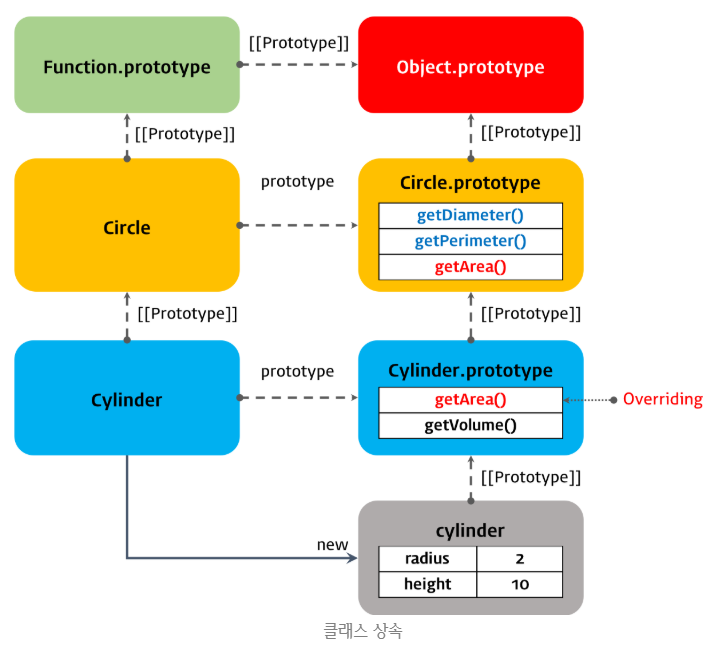 [[Prototype]]
Function.prototype
Object.prototype
[[Prototype]]
[[Prototype]]
prototype
Circle.prototype
Circle
getDiameter()
getPerimeter()
getArea()
[[Prototype]]
[[Prototype]]
prototype
Cylinder.prototype
Cylinder
getArea()
Overriding
getVolume()
[[Prototype]]
cylinder
new
radius 2
height 10
클래스 상속